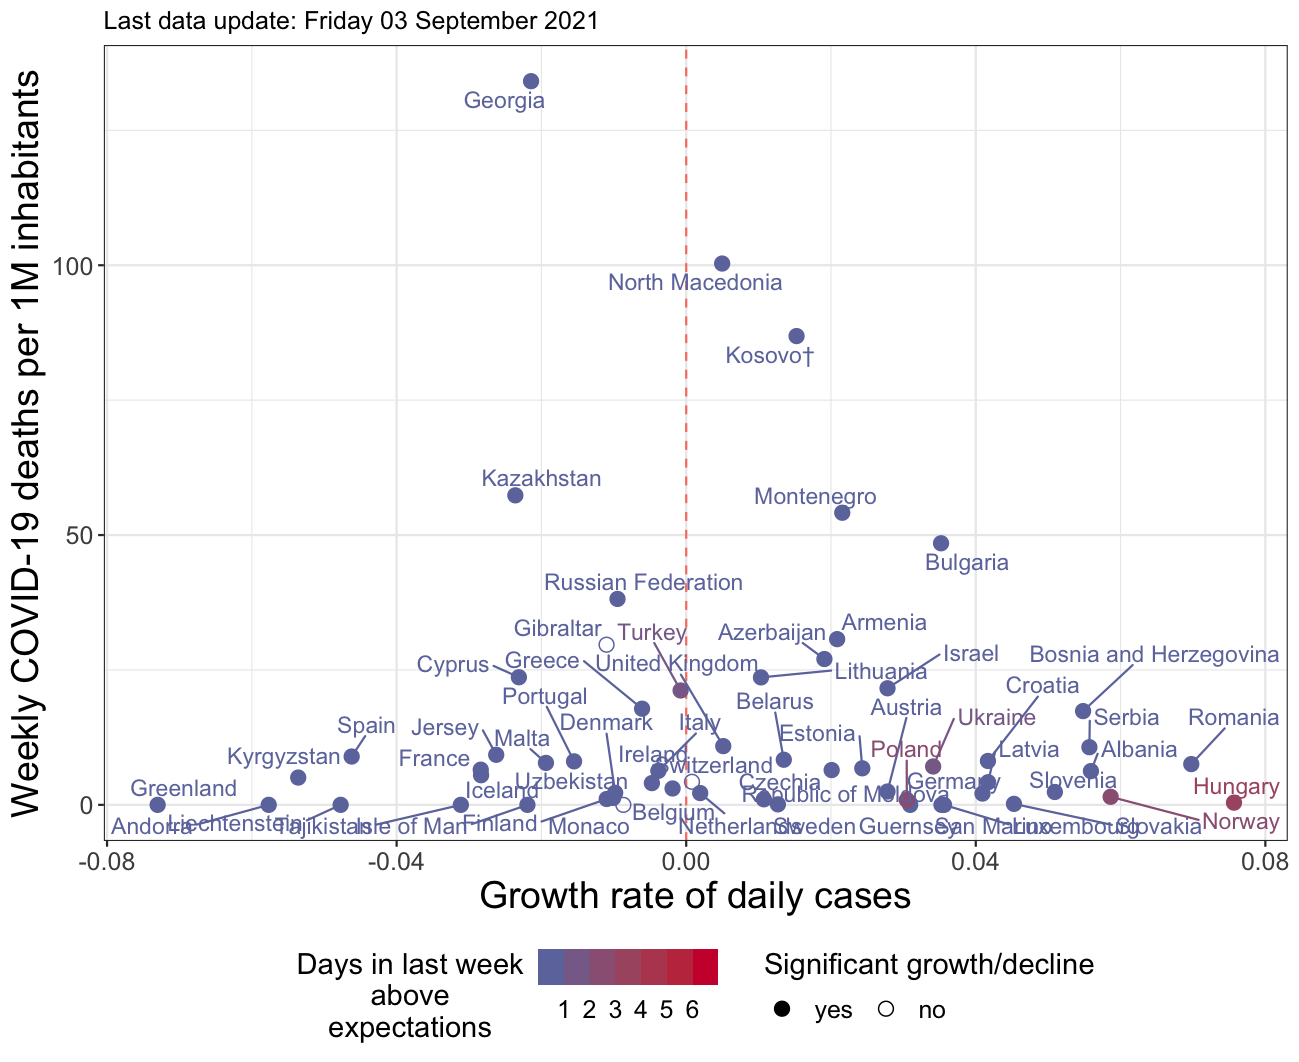 Last data update: Friday 03 September 2021
Weekly COVID-19 deaths per 1M inhabitants
Georgia
100
North Macedonia
Kosovo†
Kazakhstan
Montenegro
50
Bulgaria
Russian Federation
Gibraltar
Turkey
Azerbaijan
Armenia
Cyprus
Greece
United Kingdom
Lithuania
Israel
Bosnia and Herzegovina
Portugal
Belarus
Austria
Croatia
Spain
Jersey
Denmark
Italy
Estonia
Ukraine
Serbia
Romania
Kyrgyzstan
France
Malta
Ireland
Switzerland
Poland
Latvia
Albania
Greenland
Iceland
Uzbekistan
Czechia
Germany
Slovenia
Hungary
Republic of Moldova
0
Andorra
Liechtenstein
Tajikistan
Isle of Man
Finland
Monaco
Belgium
Netherlands
Sweden
Guernsey
San Marino
Luxembourg
Slovakia
Norway
-0.08
-0.04
0.00
0.04
0.08
Growth rate of daily cases
Days in last week
above
expectations
1 2 3 4 5 6
Significant growth/decline
yes
no